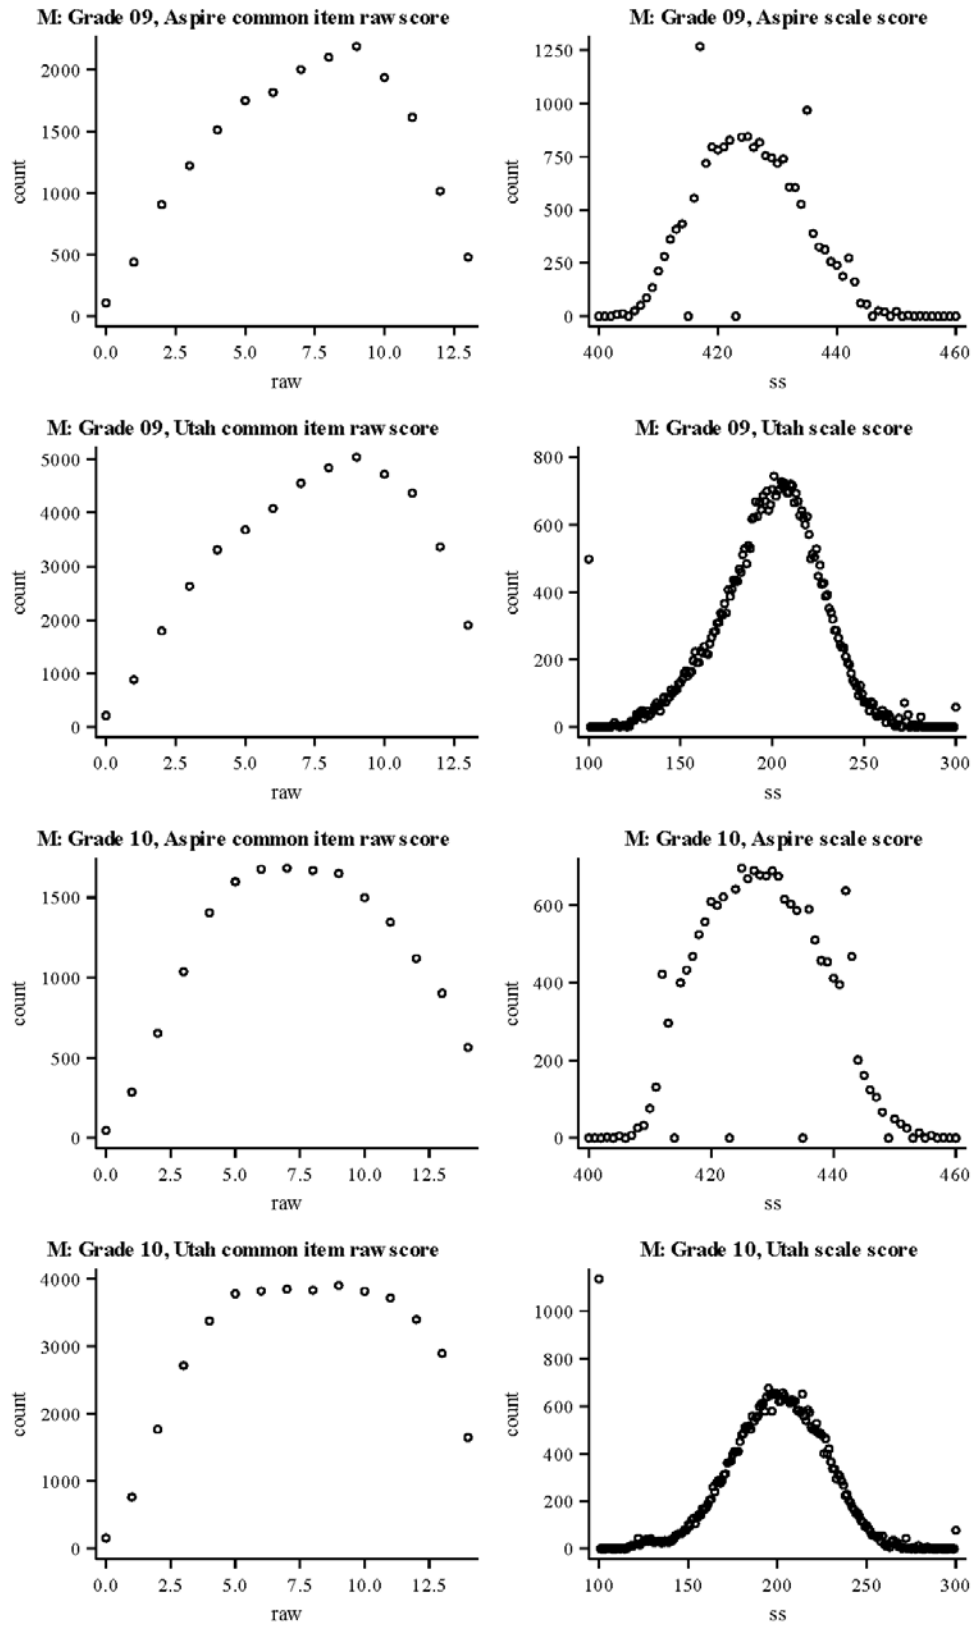 M: Grade 09, Aspire common item raw score
2000
1500
1000
500
0
count
0.0 2.5 5.0 7.5 10.0 12.5
raw
M: Grade 09, Aspire scale score
1250
1000
750
500
250
0
count
400 420 440 460
ss
M: Grade 09, Utah common item raw score
5000
4000
3000
2000
1000
0
count
0.0 2.5 5.0 7.5 10.0 12.5
raw
M: Grade 09, Utah scale score
800
600
400
200
0
count
100 150 200 250 300
ss
M: Grade 10, Aspire common item raw score
1500
1000
500
0
count
0.0 2.5 5.0 7.5 10.0 12.5
raw
M: Grade 10, Aspire scale score
600
400
200
0
count
400 420 440 460
ss
M: Grade 10, Utah common item raw score
4000
3000
2000
1000
0
count
0.0 2.5 5.0 7.5 10.0 12.5
raw
M: Grade 10, Utah scale score
1000
800
600
400
200
0
count
100 150 200 250 300
ss